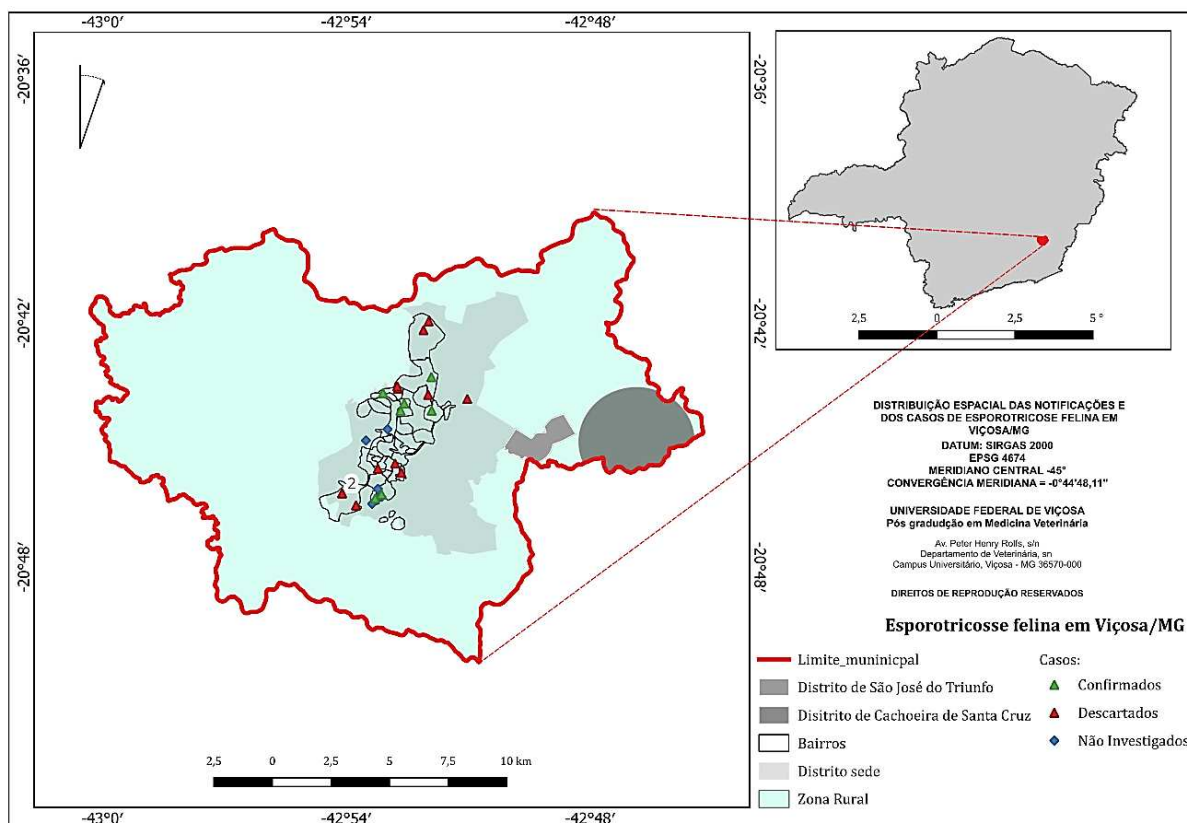 -43°0′
-42°54′
-42°48′
-20°36′
-20°36′
-20°42′
-20°42′
2,5 0 2,5 5 °
2
-20°48′
-20°48′
DISTRIBUIÇÃO ESPACIAL DAS NOTIFICAÇÕES E
DOS CASOS DE ESPOROTRICOSE FELINA EM
VIÇOSA/MG
DATUM: SIRGAS 2000
EPSG 4674
MERIDIANO CENTRAL -45°
CONVERGÊNCIA MERIDIANA = -0°44'48,11"
UNIVERSIDADE FEDERAL DE VIÇOSA
Pós gradudção em Medicina Veterinária
Av. Peter Henry Rolls, s/n
Departamento de Veterinária, sn
Campus Universitário, Viçosa - MG 36570-000
DIREITOS DE REPRODUÇÃO RESERVADOS
Esporotricosse felina em Viçosa/MG
Limite_muninicpal
Distrito de São José do Triunfo
Disitrito de Cachoeira de Santa Cruz
Bairros
Distrito sede
Zona Rural
Casos:
Confirmados
Descartados
Não Investigados
2,5 0 2,5 5 7,5 10 km
-43°0′
-42°54′
-42°48′